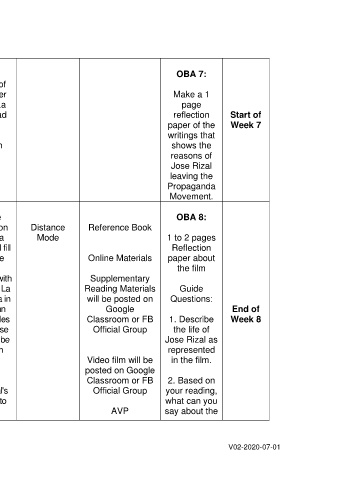 of
er
a
ad
n
OBA 7:
Make a 1
page
reflection
paper of the
writings that
shows the
reasons of
Jose Rizal
leaving the
Propaganda
Movement.
Start of
Week 7
e
on
a
fill
e
with
La
a in
an
les
se
be
n
al's
to
Distance
Mode
Reference Book
Online Materials
Supplementary
Reading Materials
will be posted on
Google
Classroom or FB
Official Group
Video film will be
posted on Google
Classroom or FB
Official Group
AVP
OBA 8:
1 to 2 pages
Reflection
paper about
the film
Guide
Questions:
1. Describe
the life of
Jose Rizal as
represented
in the film.
2. Based on
your reading,
what can you
say about the
End of
Week 8
V02-2020-07-01